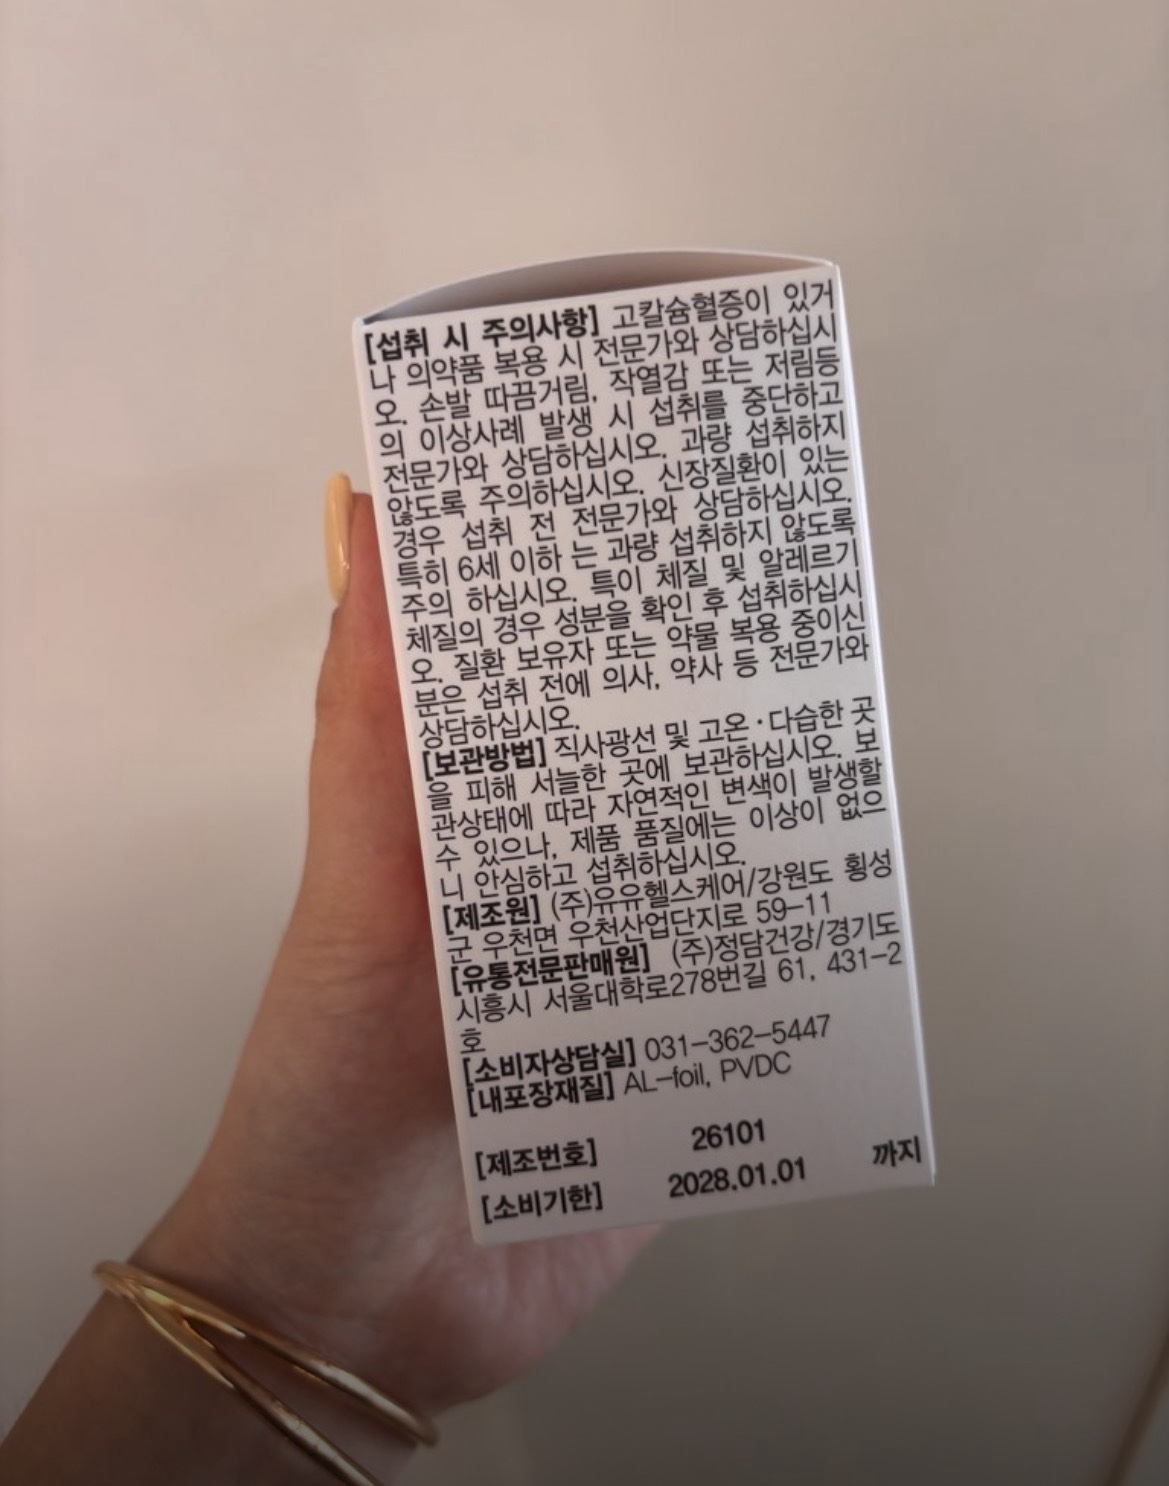 [섭취 시 주의사항] 고칼슘혈증이 있거
나 의약품 복용 시 전문가와 상담하십시
오. 손발 따끔거림, 작열감 또는 저림등
의 이상사례 발생 시 섭취를 중단하고
전문가와 상담하십시오. 과량 섭취하지
않도록 주의하십시오. 신장질환이 있는
경우 섭취 전 전문가와 상담하십시오.
특히 6세 이하 는 과량 섭취하지 않도록
주의 하십시오. 특이 체질 및 알레르기
체질의 경우 성분을 확인 후 섭취하십시
오. 질환 보유자 또는 약물 복용 중이신
분은 섭취 전에 의사, 약사 등 전문가와
상담하십시오.
[보관방법] 직사광선 및 고온·다습한 곳
을 피해 서늘한 곳에 보관하십시오. 보
관상태에 따라 자연적인 변색이 발생할
수 있으나, 제품 품질에는 이상이 없으
니 안심하고 섭취하십시오.
[제조원] (주)유유헬스케어/강원도 횡성
군 우천면 우천산업단지로 59-11
[유통전문판매원] (주)정담건강/경기도
시흥시 서울대학로278번길 61, 431-2
호
[소비자상담실] 031-362-5447
[내포장재질] AL-foil, PVDC
[제조번호] 26101
[소비기한] 2028.01.01 까지